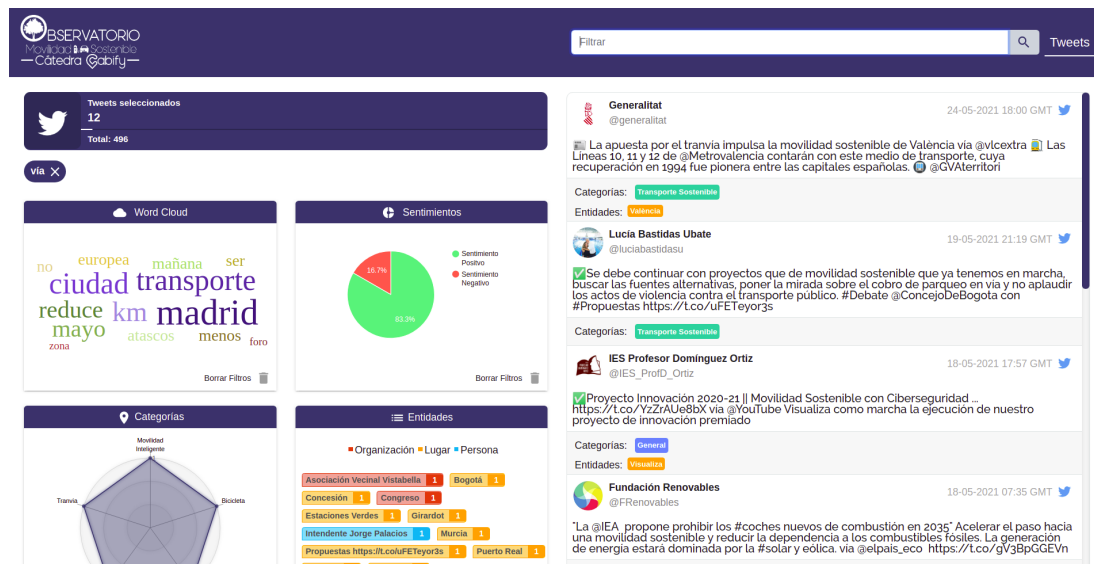 OBSERVATORIO
Movilidad Sostenible
Cátedra Cabify
Filtrar
Tweets
Tweets seleccionados
12
Total: 496
vía
Word Cloud
no
europea
mañana
ser
ciudad
transporte
reduce
km
madrid
mayo
atascos
menos
foro
zona
Borrar Filtros
Sentimientos
16.7%
83.3%
Sentimiento
Positvo
Sentimiento
Negativo
Borrar Filtros
Categorías
Movilidad
Inteligente
Tranvia
Bicicleta
Entidades
Organización Lugar Persona
Asociación Vecinal Vistabella 1 Bogotá 1
Concesión 1 Congreso 1
Estaciones Verdes 1 Girardot 1
Intendente Jorge Palacios 1 Murcia 1
Propuestas https://t.co/uFETeyor3s 1 Puerto Real 1
Generalitat
24-05-2021 18:00 GMT
@generalitat
La apuesta por el tranvía impulsa la movilidad sostenible de València vía @vlcextra Las
Líneas 10, 11 y 12 de @Metrovalencia contarán con este medio de transporte, cuya
recuperación en 1994 fue pionera entre las capitales españolas. @GVAterritori
Categorías: Transporte Sostenible
Entidades: València
Lucía Bastidas Ubate
19-05-2021 21:19 GMT
@luciabastidasu
✅Se debe continuar con proyectos que de movilidad sostenible que ya tenemos en marcha,
buscar las fuentes alternativas, poner la mirada sobre el cobro de parqueo en vía y no aplaudir
los actos de violencia contra el transporte público. #Debate @ConcejoDeBogota con
#Propuestas https://t.co/uFETeyor3s
Categorías: Transporte Sostenible
IES Profesor Domínguez Ortiz
18-05-2021 17:57 GMT
@IES_ProfD_Ortiz
✅Proyecto Innovación 2020-21 || Movilidad Sostenible con Ciberseguridad ...
https://t.co/YzZrAUe8bX vía @YouTube Visualiza como marcha la ejecución de nuestro
proyecto de innovación premiado
Categorías: General
Entidades: Visualiza
Fundación Renovables
18-05-2021 07:35 GMT
@FRenovables
"La @IEA propone prohibir los #coches nuevos de combustión en 2035" Acelerar el paso hacia
una movilidad sostenible y reducir la dependencia a los combustibles fósiles. La generación
de energía estará dominada por la #solar y eólica. vía @elpais_eco https://t.co/gV3BpGGEVn